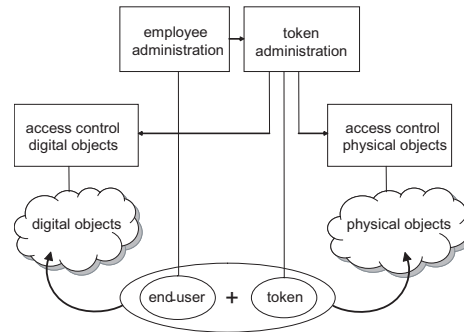 employee
administration
token
administration
access control
digital objects
access control
physical objects
digital objects
physical objects
end-user + token